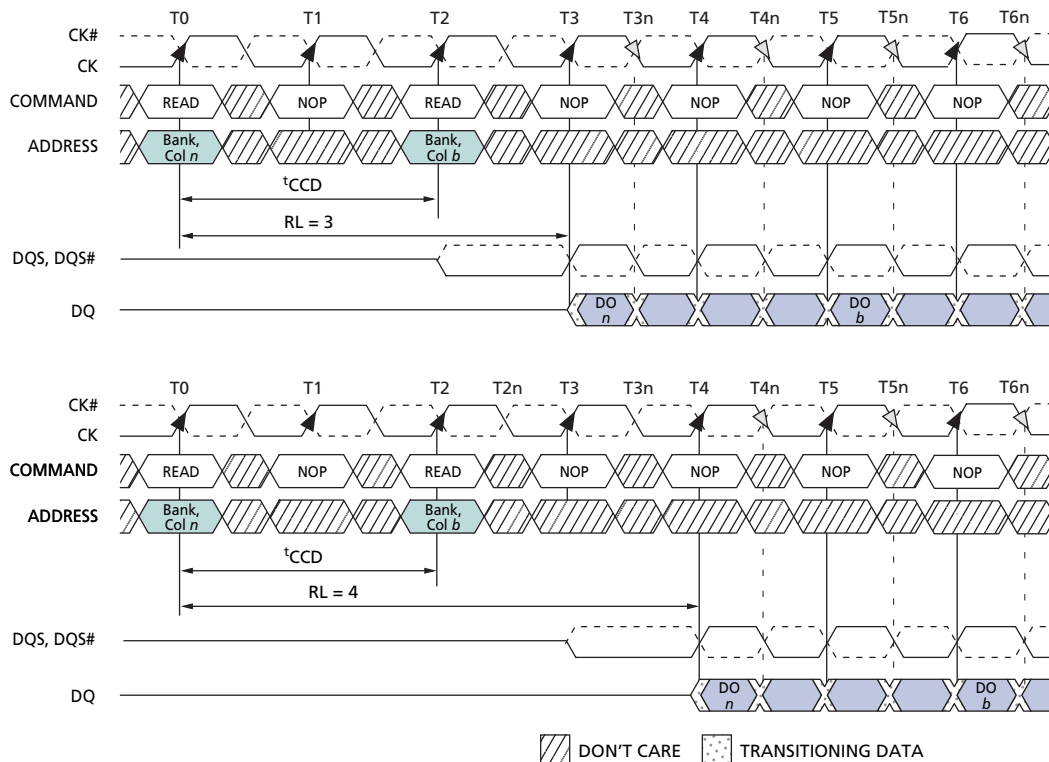 T0 T1 T2 T3 T3n T4 T4n T5 T5n T6 T6n
CK#
CK
COMMAND READ NOP READ NOP NOP NOP NOP
ADDRESS Bank, Col n Bank, Col b
tCCD
RL = 3
DQS, DQS#
DQ DO n DO b
T0 T1 T2 T2n T3 T3n T4 T4n T5 T5n T6 T6n
CK#
CK
COMMAND READ NOP READ NOP NOP NOP NOP
ADDRESS Bank, Col n Bank, Col b
tCCD
RL = 4
DQS, DQS#
DQ DO n DO b
DON'T CARE TRANSITIONING DATA